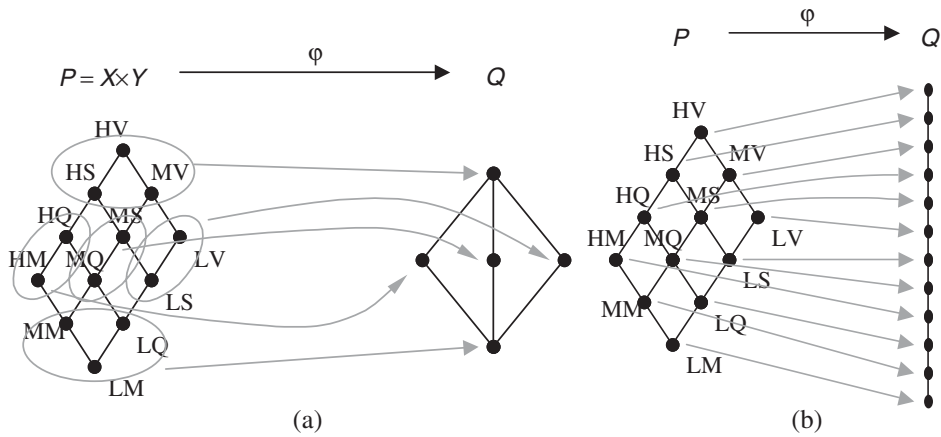 φ
P = X×Y
Q
HV
HS
MV
HQ
MS
HM
MQ
LV
LS
MM
LQ
LM
(a)
φ
P
Q
HV
HS
MV
HQ
MS
HM
MQ
LV
LS
MM
LQ
LM
(b)